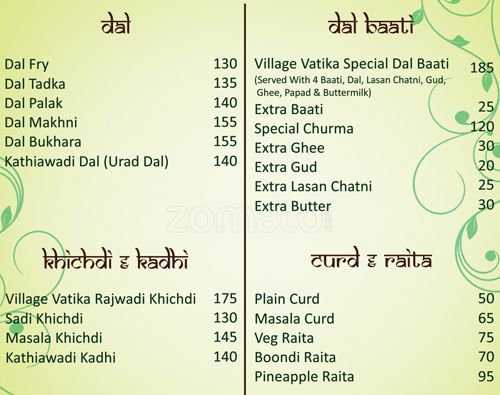 Dal
Dal Fry 130
Dal Tadka 135
Dal Palak 140
Dal Makhni 155
Dal Bukhara 155
Kathiawadi Dal (Urad Dal) 140
Khichdi & Kadhi
Village Vatika Rajwadi Khichdi 175
Sadi Khichdi 130
Masala Khichdi 145
Kathiawadi Kadhi 140
Dal Baati
Village Vatika Special Dal Baati 185
(Served With 4 Baati, Dal, Lasan Chatni, Gud,
Ghee, Papad & Buttermilk)
Extra Baati 25
Special Churma 120
Extra Ghee 30
Extra Gud 20
Extra Lasan Chatni 25
Extra Butter 30
Curd & Raita
Plain Curd 50
Masala Curd 65
Veg Raita 75
Boondi Raita 70
Pineapple Raita 95
zomato